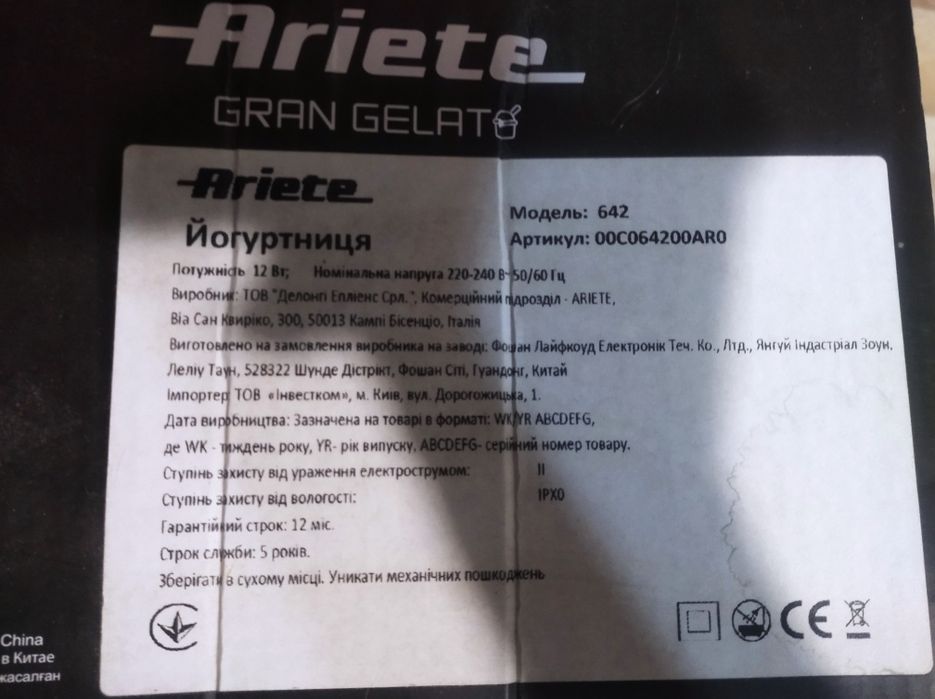 Ariete
GRAN GELATO
Ariete
Йогуртниця
Модель: 642
Артикул: 00C064200AR0
Потужність 12 Вт; Номінальна напруга 220-240 В~50/60 Гц
Виробник: ТОВ "Делонгі Епліенс Срл.", Комерційний підрозділ - ARIETE,
Віа Сан Квиріко, 300, 50013 Кампі Бісенціо, Італія
Виготовлено на замовлення виробника на заводі: Фошан Лайфкоуд Електронік Теч. Ко., Лтд., Янгуй Індастріал Зоун,
Леліу Таун, 528322 Шунде Дістрікт, Фошан Сіті, Гуандонг, Китай
Імпортер ТОВ «Інвестком», м. Київ, вул. Дорогожицька, 1.
Дата виробництва: Зазначена на товарі в форматі: WK/YR ABCDEFG,
де WK - тиждень року, YR- рік випуску, ABCDEFG- серійний номер товару.
Ступінь захисту від ураження електрострумом: II
Ступінь захисту від вологості: IPX0
Гарантійний строк: 12 міс.
Строк служби: 5 років.
Зберігати в сухому місці. Уникати механічних пошкоджень
CE
China
в Китае
жасалған